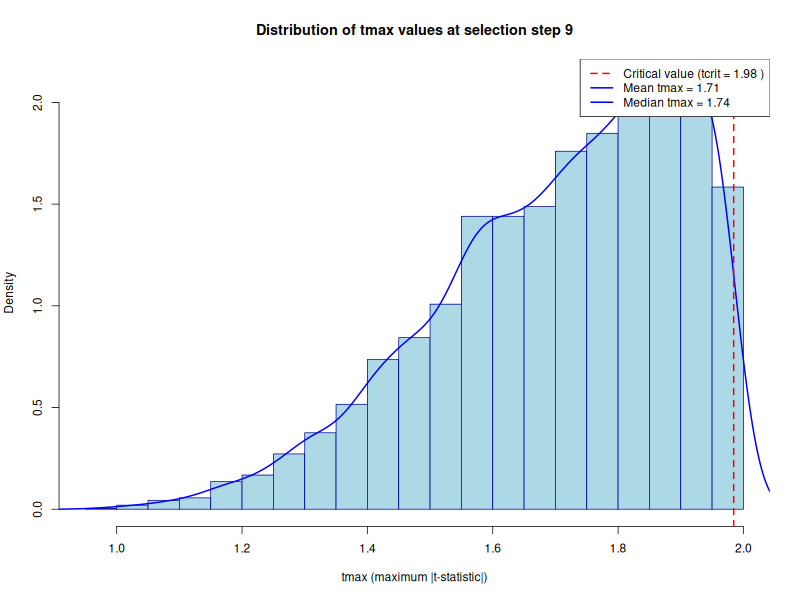 Distribution of tmax values at selection step 9
Critical value (tcrit = 1.98 )
Mean tmax = 1.71
Median tmax = 1.74
Density
2.0
1.5
1.0
0.5
0.0
1.0 1.2 1.4 1.6 1.8 2.0
tmax (maximum |t-statistic|)